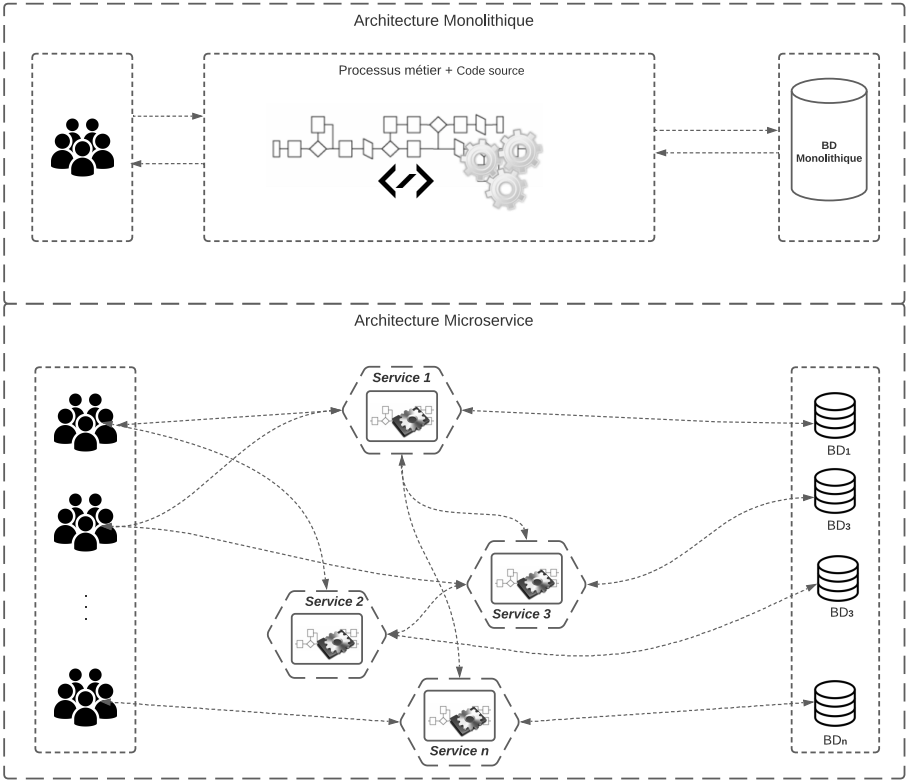 Architecture Monolithique
Processus métier + Code source
BD
Monolithique
Architecture Microservice
Service 1
BD1
BD3
Service 3
Service 2
BD3
Service n
BDn